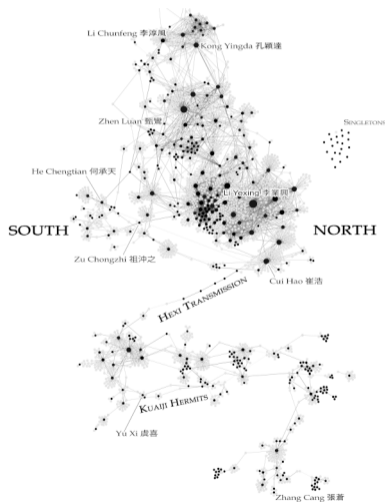 Li Chunfeng 李淳風
Kong Yingda 孔穎達
Zhen Luan 甄鸞
SINGLETONS
He Chengtian 何承天
Li Yexing 李業興
SOUTH
NORTH
Zu Chongzhi 祖沖之
Cui Hao 崔浩
HEXI TRANSMISSION
KUAIJI HERMITS
Yu Xi 虞喜
Zhang Cang 張蒼